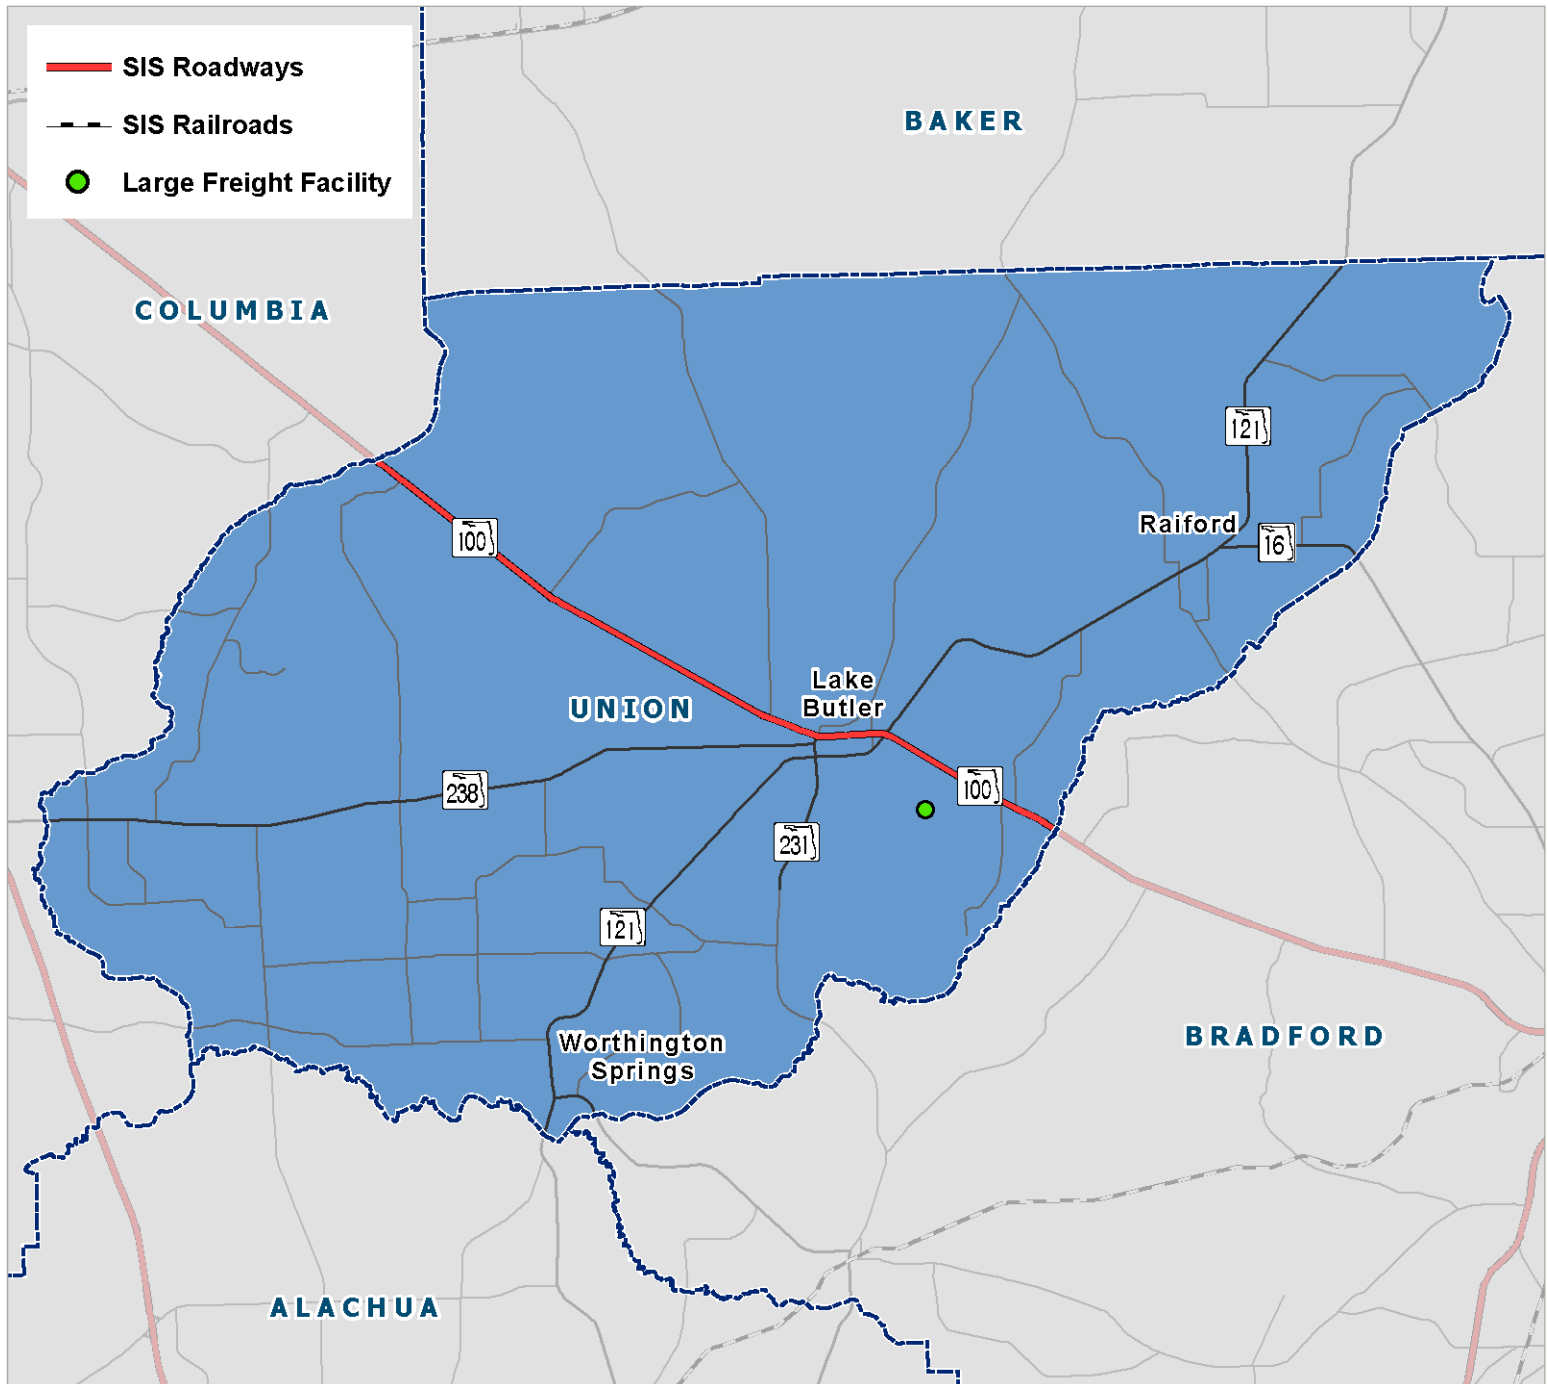 SIS Roadways
SIS Railroads
Large Freight Facility
BAKER
COLUMBIA
121
Raiford
16
100
Lake
Butler
UNION
238
100
231
121
Worthington
Springs
BRADFORD
ALACHUA